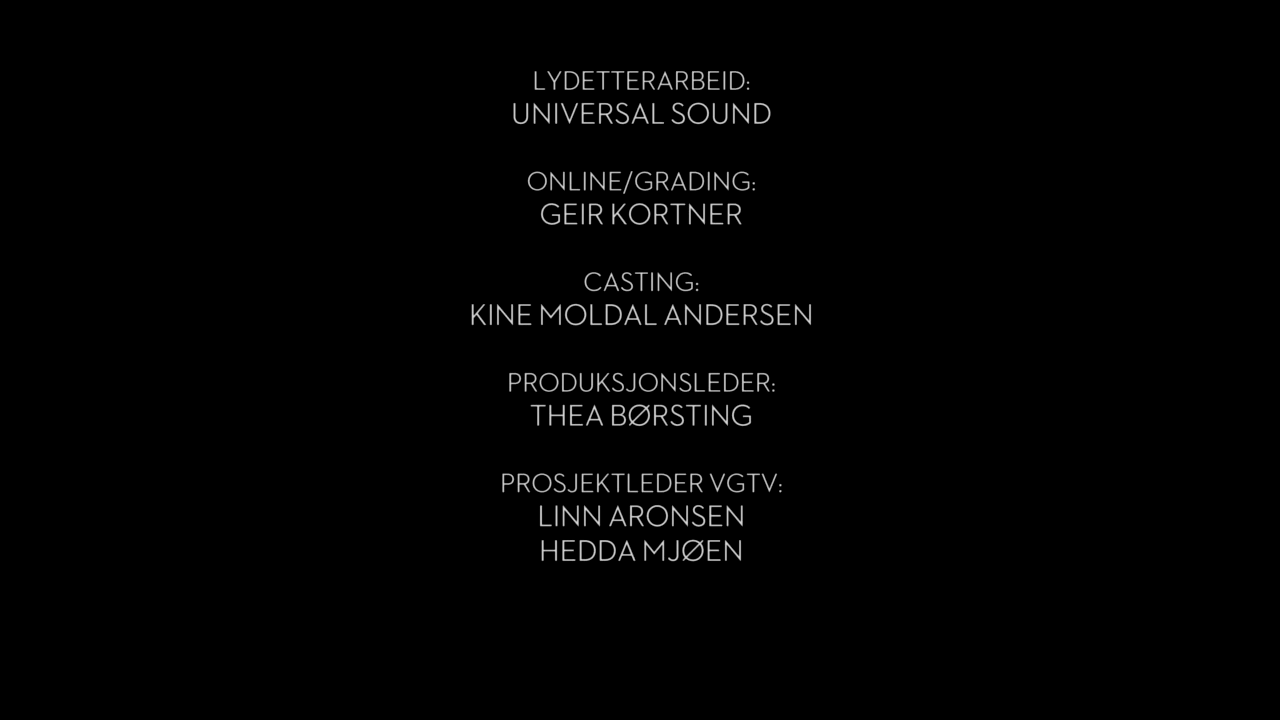 LYDETTERARBEID:
UNIVERSAL SOUND
ONLINE/GRADING:
GEIR KORTNER
CASTING:
KINE MOLDAL ANDERSEN
PRODUKSJONSLEDER:
THEA BØRSTING
PROSJEKTLEDER VGTV:
LINN ARONSEN
HEDDA MJØEN